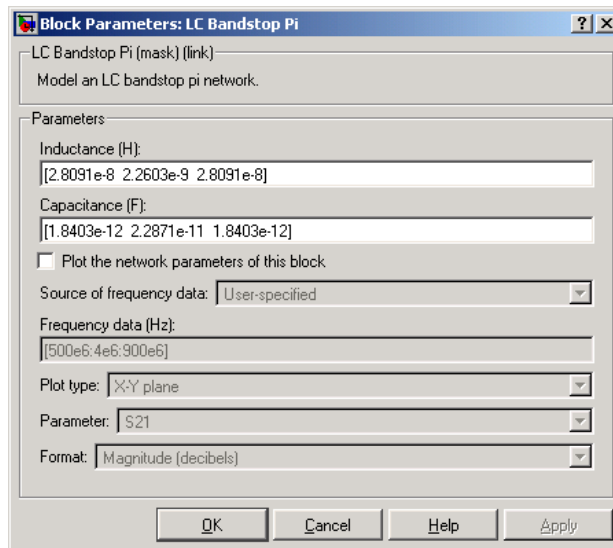 Block Parameters: LC Bandstop Pi
LC Bandstop Pi (mask) (link)
Model an LC bandstop pi network.
Parameters
Inductance (H):
[2.8091e-8 2.2603e-9 2.8091e-8]
Capacitance (F):
[1.8403e-12 2.2871e-11 1.8403e-12]
Plot the network parameters of this block
Source of frequency data: User-specified
Frequency data (Hz):
[500e6:4e6:900e6]
Plot type: X-Y plane
Parameter: S21
Format: Magnitude (decibels)
OK Cancel Help Apply